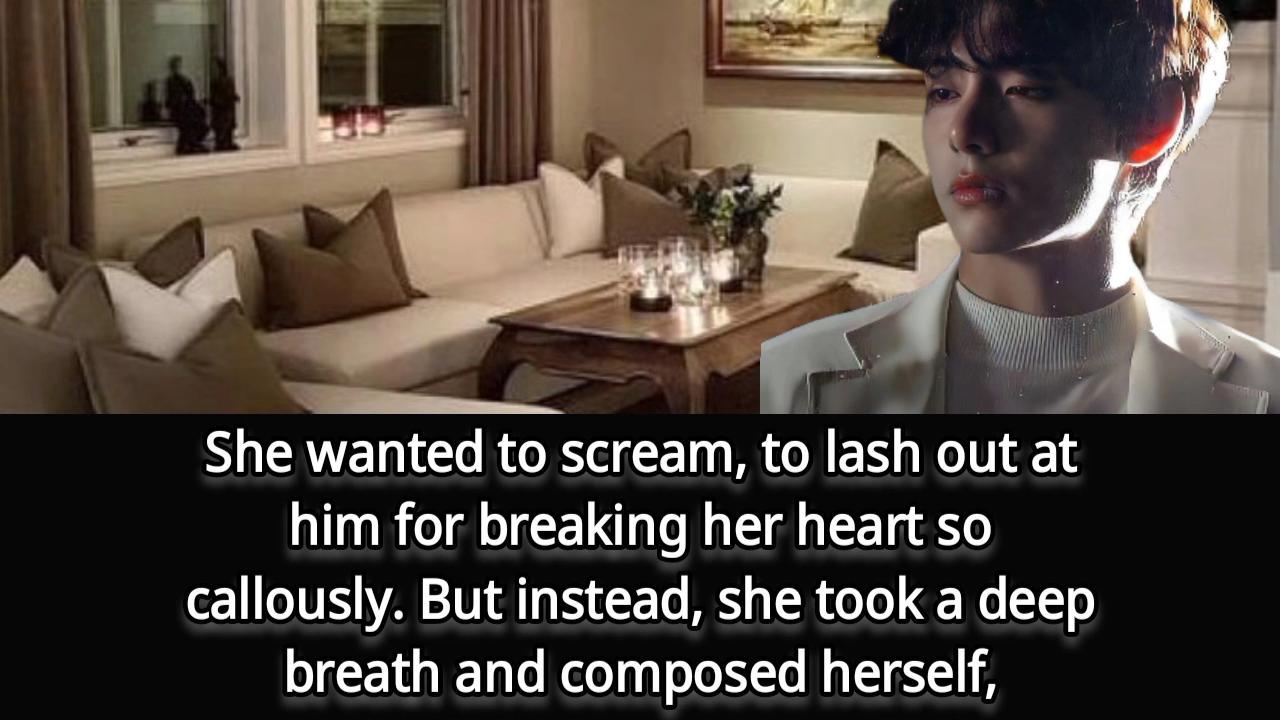 She wanted to scream, to lash out at
him for breaking her heart so
callously. But instead, she took a deep
breath and composed herself,